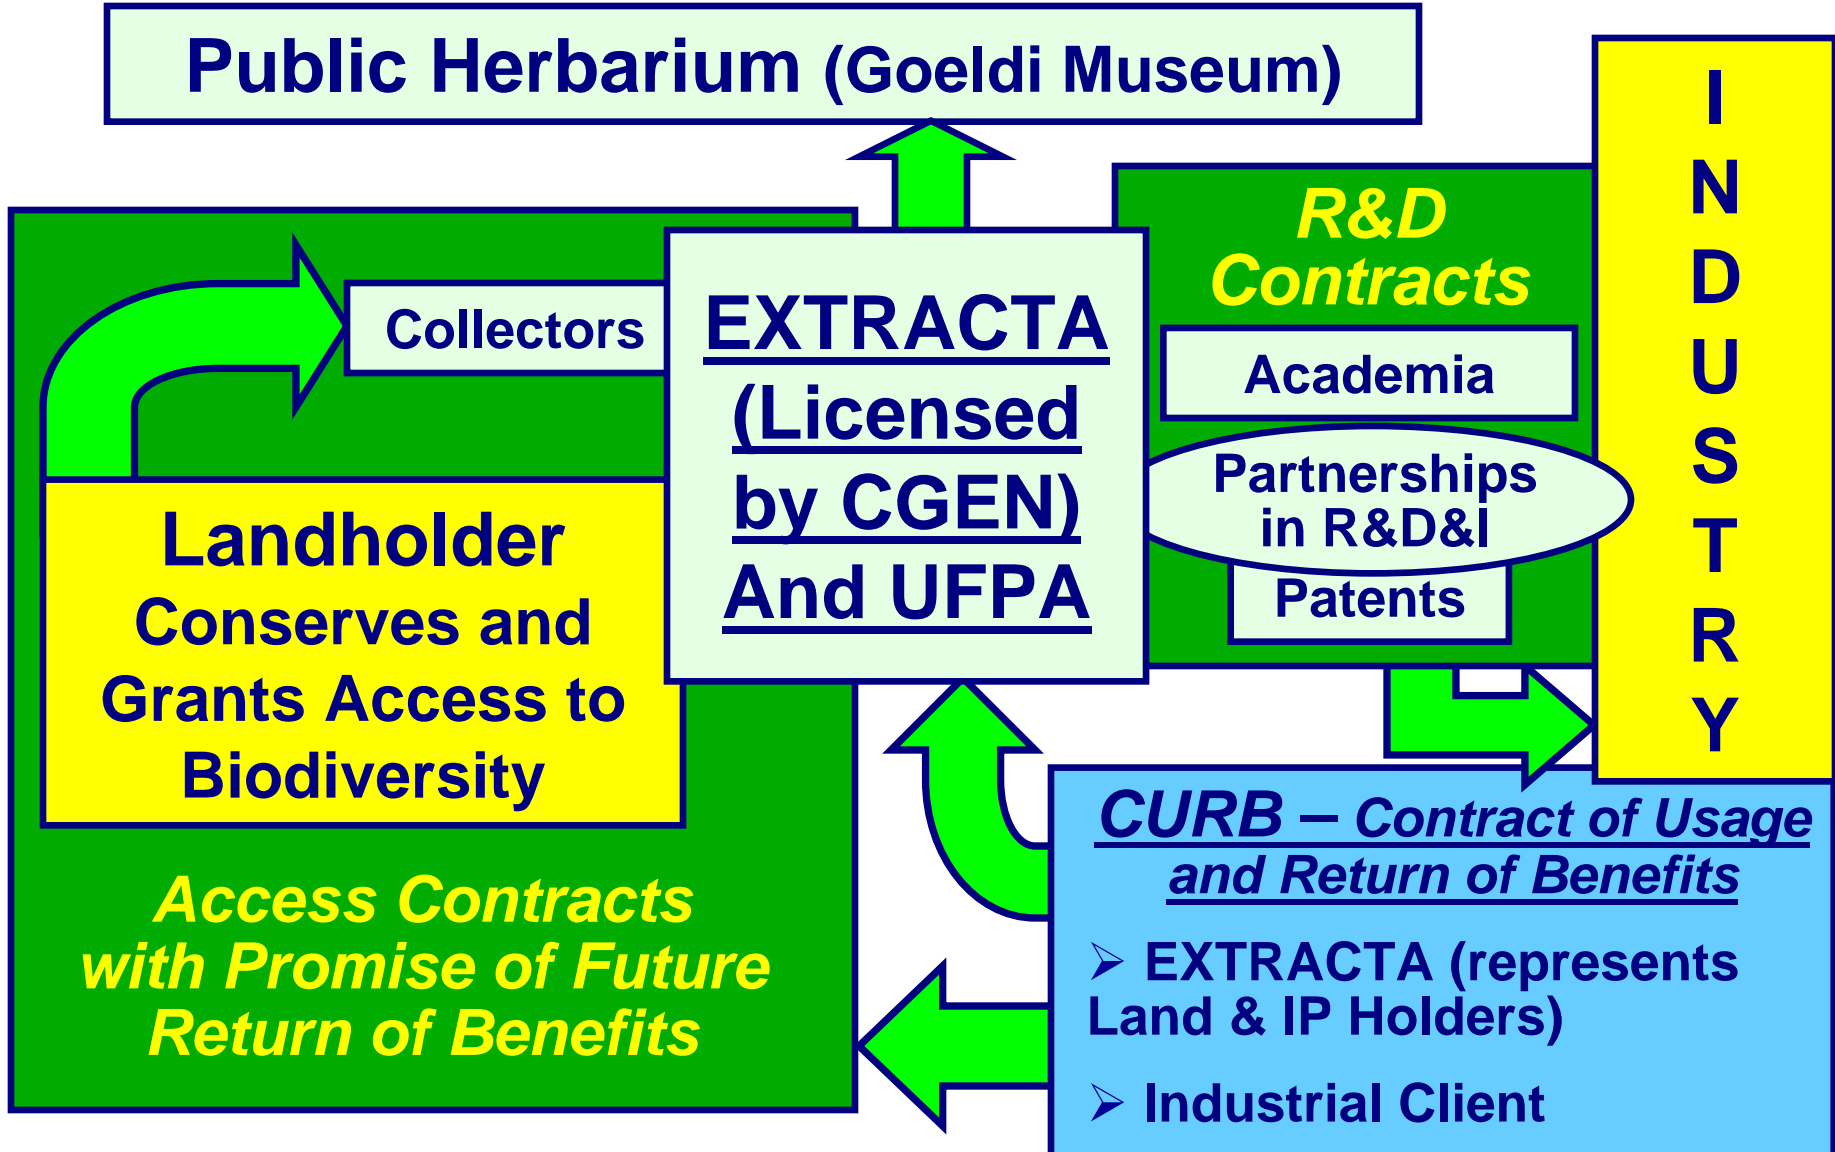 Public Herbarium (Goeldi Museum)
INDUSTRY
R&D
Contracts
Collectors
EXTRACTA
(Licensed
by CGEN)
And UFPA
Academia
Partnerships
in R&D&I
Patents
Landholder
Conserves and
Grants Access to
Biodiversity
Access Contracts
with Promise of Future
Return of Benefits
CURB – Contract of Usage
and Return of Benefits
➢ EXTRACTA (represents
Land & IP Holders)
➢ Industrial Client